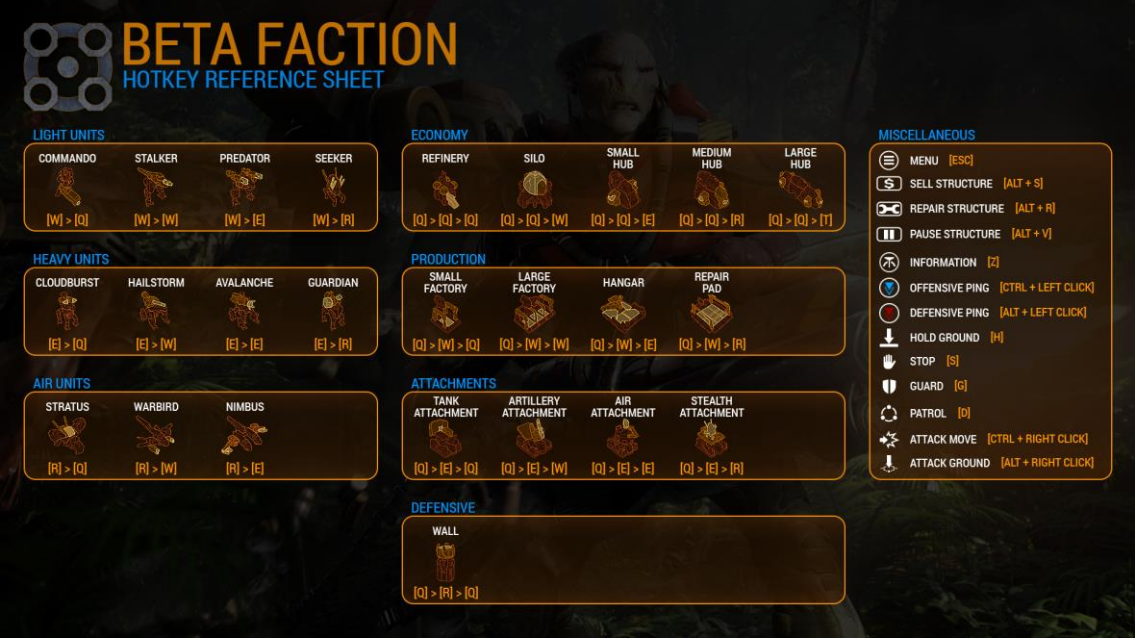 BETA FACTION
HOTKEY REFERENCE SHEET
LIGHT UNITS
COMMANDO STALKER PREDATOR SEEKER
[W] > [Q] [W] > [W] [W] > [E] [W] > [R]
HEAVY UNITS
CLOUDBURST HAILSTORM AVALANCHE GUARDIAN
[E] > [Q] [E] > [W] [E] > [E] [E] > [R]
AIR UNITS
STRATUS WARBIRD NIMBUS
[R] > [Q] [R] > [W] [R] > [E]
ECONOMY
REFINERY SILO SMALL HUB MEDIUM HUB LARGE HUB
[Q] > [Q] > [Q] [Q] > [Q] > [W] [Q] > [Q] > [E] [Q] > [Q] > [R] [Q] > [Q] > [T]
PRODUCTION
SMALL FACTORY LARGE FACTORY HANGAR REPAIR PAD
[Q] > [W] > [Q] [Q] > [W] > [W] [Q] > [W] > [E] [Q] > [W] > [R]
ATTACHMENTS
TANK ATTACHMENT ARTILLERY ATTACHMENT AIR ATTACHMENT STEALTH ATTACHMENT
[Q] > [E] > [Q] [Q] > [E] > [W] [Q] > [E] > [E] [Q] > [E] > [R]
DEFENSIVE
WALL
[Q] > [R] > [Q]
MISCELLANEOUS
MENU [ESC]
SELL STRUCTURE [ALT + S]
REPAIR STRUCTURE [ALT + R]
PAUSE STRUCTURE [ALT + V]
INFORMATION [Z]
OFFENSIVE PING [CTRL + LEFT CLICK]
DEFENSIVE PING [ALT + LEFT CLICK]
HOLD GROUND [H]
STOP [S]
GUARD [G]
PATROL [D]
ATTACK MOVE [CTRL + RIGHT CLICK]
ATTACK GROUND [ALT + RIGHT CLICK]